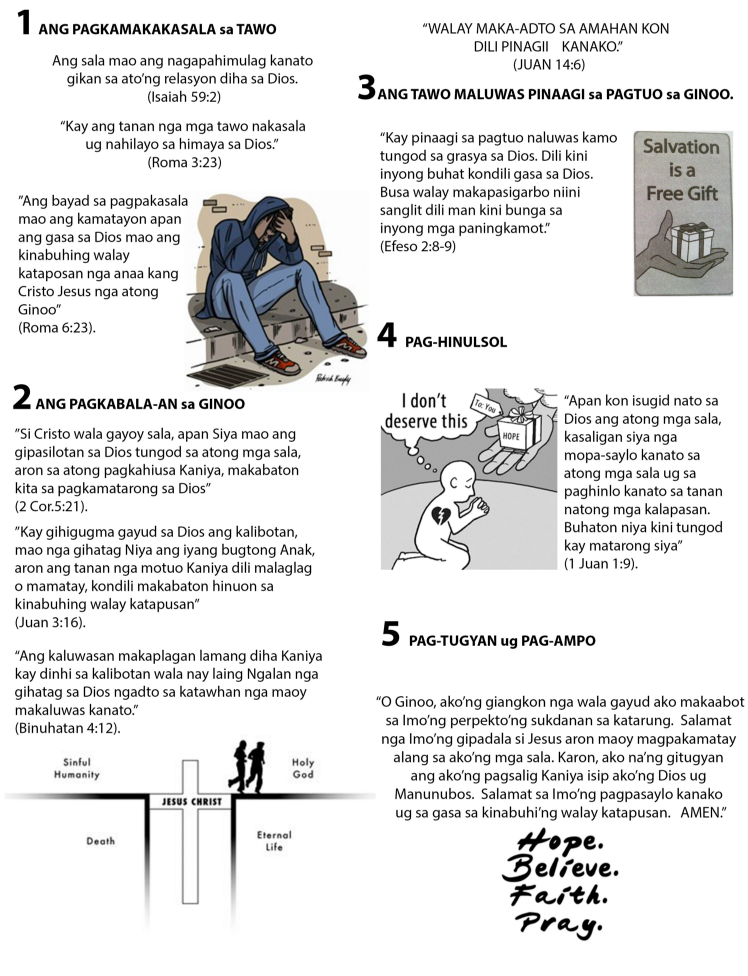 1 ANG PAGKAMAKAKASALA sa TAWO
Ang sala mao ang nagapahimulag kanato
gikan sa ato'ng relasyon diha sa Dios.
(Isaiah 59:2)
"Kay ang tanan nga mga tawo nakasala
ug nahilayo sa himaya sa Dios."
(Roma 3:23)
"Ang bayad sa pagpakasala
mao ang kamatayon apan
ang gasa sa Dios mao ang
kinabuhing walay
kataposan nga anaa kang
Cristo Jesus nga atong
Ginoo"
(Roma 6:23).
Patrick Bagley
2 ANG PAGKABALA-AN sa GINOO
"Si Cristo wala gayoy sala, apan Siya mao ang
gipasilotan sa Dios tungod sa atong mga sala,
aron sa atong pagkahiusa Kaniya, makabaton
kita sa pagkamatarong sa Dios"
(2 Cor.5:21).
"Kay gihigugma gayud sa Dios ang kalibotan,
mao nga gihatag Niya ang iyang bugtong Anak,
aron ang tanan nga motuo Kaniya dili malaglag
o mamatay, kondili makabaton hinuon sa
kinabuhing walay katapusan"
(Juan 3:16).
"Ang kaluwasan makaplagan lamang diha Kaniya
kay dinhi sa kalibotan wala nay laing Ngalan nga
gihatag sa Dios ngadto sa katawhan nga maoy
makaluwas kanato."
(Binuhatan 4:12).
Sinful
Humanity
Holy
God
JESUS CHRIST
Death
Eternal
Life
"WALAY MAKA-ADTO SA AMAHAN KON
DILI PINAGII KANAKO."
(JUAN 14:6)
3 ANG TAWO MALUWAS PINAAGI sa PAGTUO sa GINOO.
"Kay pinaagi sa pagtuo naluwas kamo
tungod sa grasya sa Dios. Dili kini
inyong buhat kondili gasa sa Dios.
Busa walay makapasigarbo niini
sanglit dili man kini bunga sa
inyong mga paningkamot."
(Efeso 2:8-9)
Salvation
is a
Free Gift
4 PAG-HINULSOL
I don't
deserve this
To: You
HOPE
"Apan kon isugid nato sa
Dios ang atong mga sala,
kasaligan siya nga
mopa-saylo kanato sa
atong mga sala ug sa
paghinlo kanato sa tanan
natong mga kalapasan.
Buhaton niya kini tungod
kay matarong siya"
(1 Juan 1:9).
5 PAG-TUGYAN ug PAG-AMPO
"O Ginoo, ako'ng giangkon nga wala gayud ako makaabot
sa Imo'ng perpekto'ng sukdanan sa katarung. Salamat
nga Imo'ng gipadala si Jesus aron maoy magpakamatay
alang sa ako'ng mga sala. Karon, ako na'ng gitugyan
ang ako'ng pagsalig Kaniya isip ako'ng Dios ug
Manunubos. Salamat sa Imo'ng pagpasaylo kanako
ug sa gasa sa kinabuhi'ng walay katapusan. AMEN."
Hope.
Believe.
Faith.
Pray.